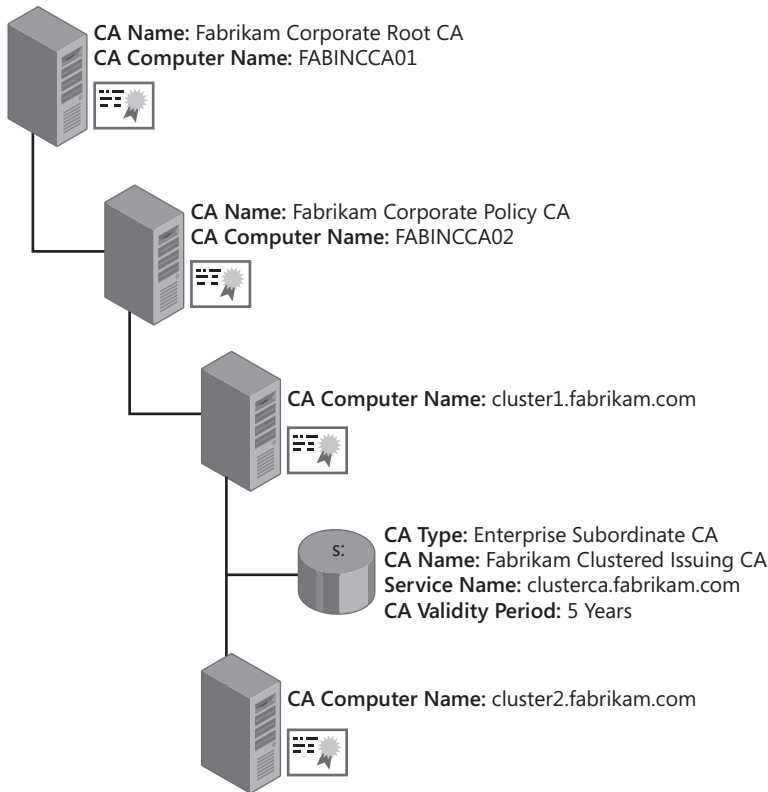 CA Name: Fabrikam Corporate Root CA
CA Computer Name: FABINCCA01
CA Name: Fabrikam Corporate Policy CA
CA Computer Name: FABINCCA02
CA Computer Name: cluster1.fabrikam.com
s:
CA Type: Enterprise Subordinate CA
CA Name: Fabrikam Clustered Issuing CA
Service Name: clusterca.fabrikam.com
CA Validity Period: 5 Years
CA Computer Name: cluster2.fabrikam.com